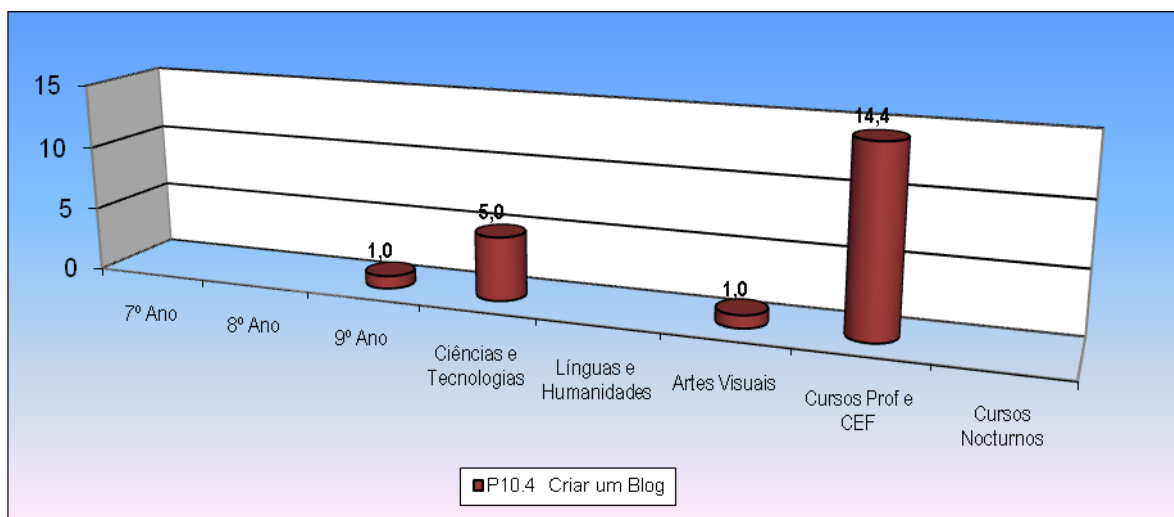 15
10
5
0
1,0
5,0
1,0
14,4
7º Ano
8º Ano
9º Ano
Ciências e
Tecnologias
Línguas e
Humanidades
Artes Visuais
Cursos Prof e
CEF
Cursos
Nocturnos
P10.4 Criar um Blog